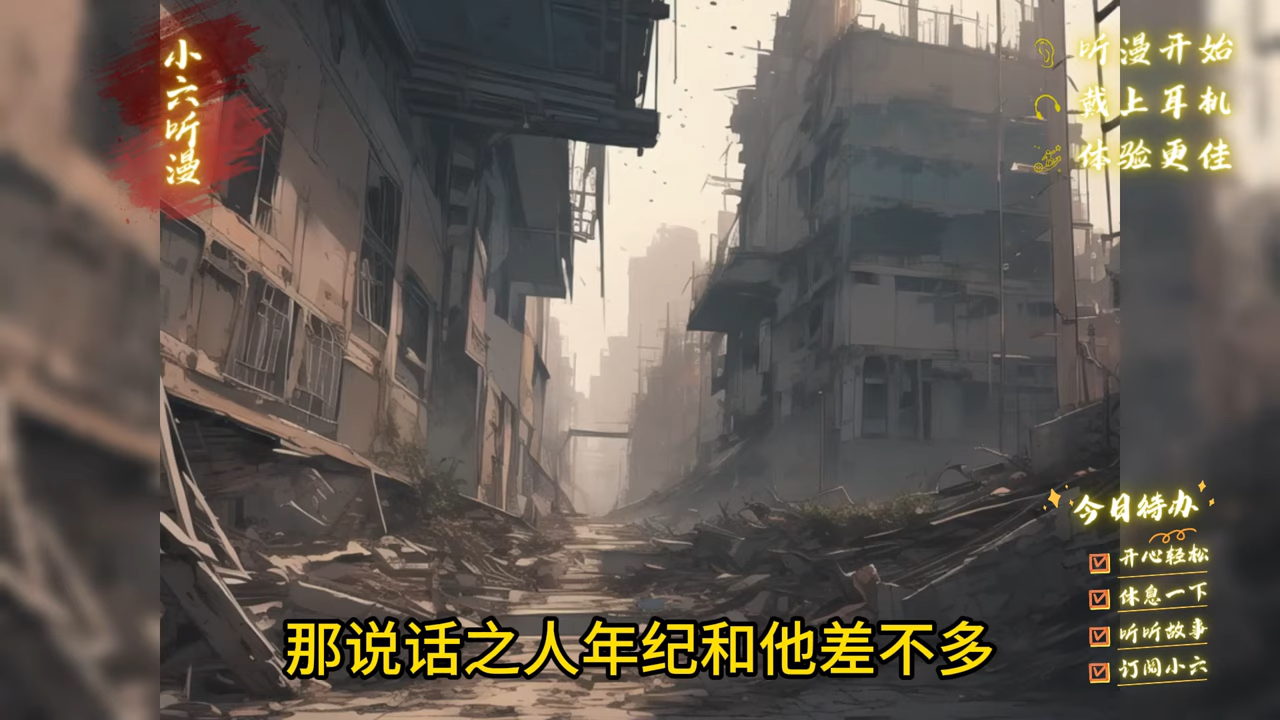 小六听漫
听漫开始
戴上耳机
体验更佳
今日待办
开心轻松
休息一下
听听故事
订阅小六
那说话之人年纪和他差不多